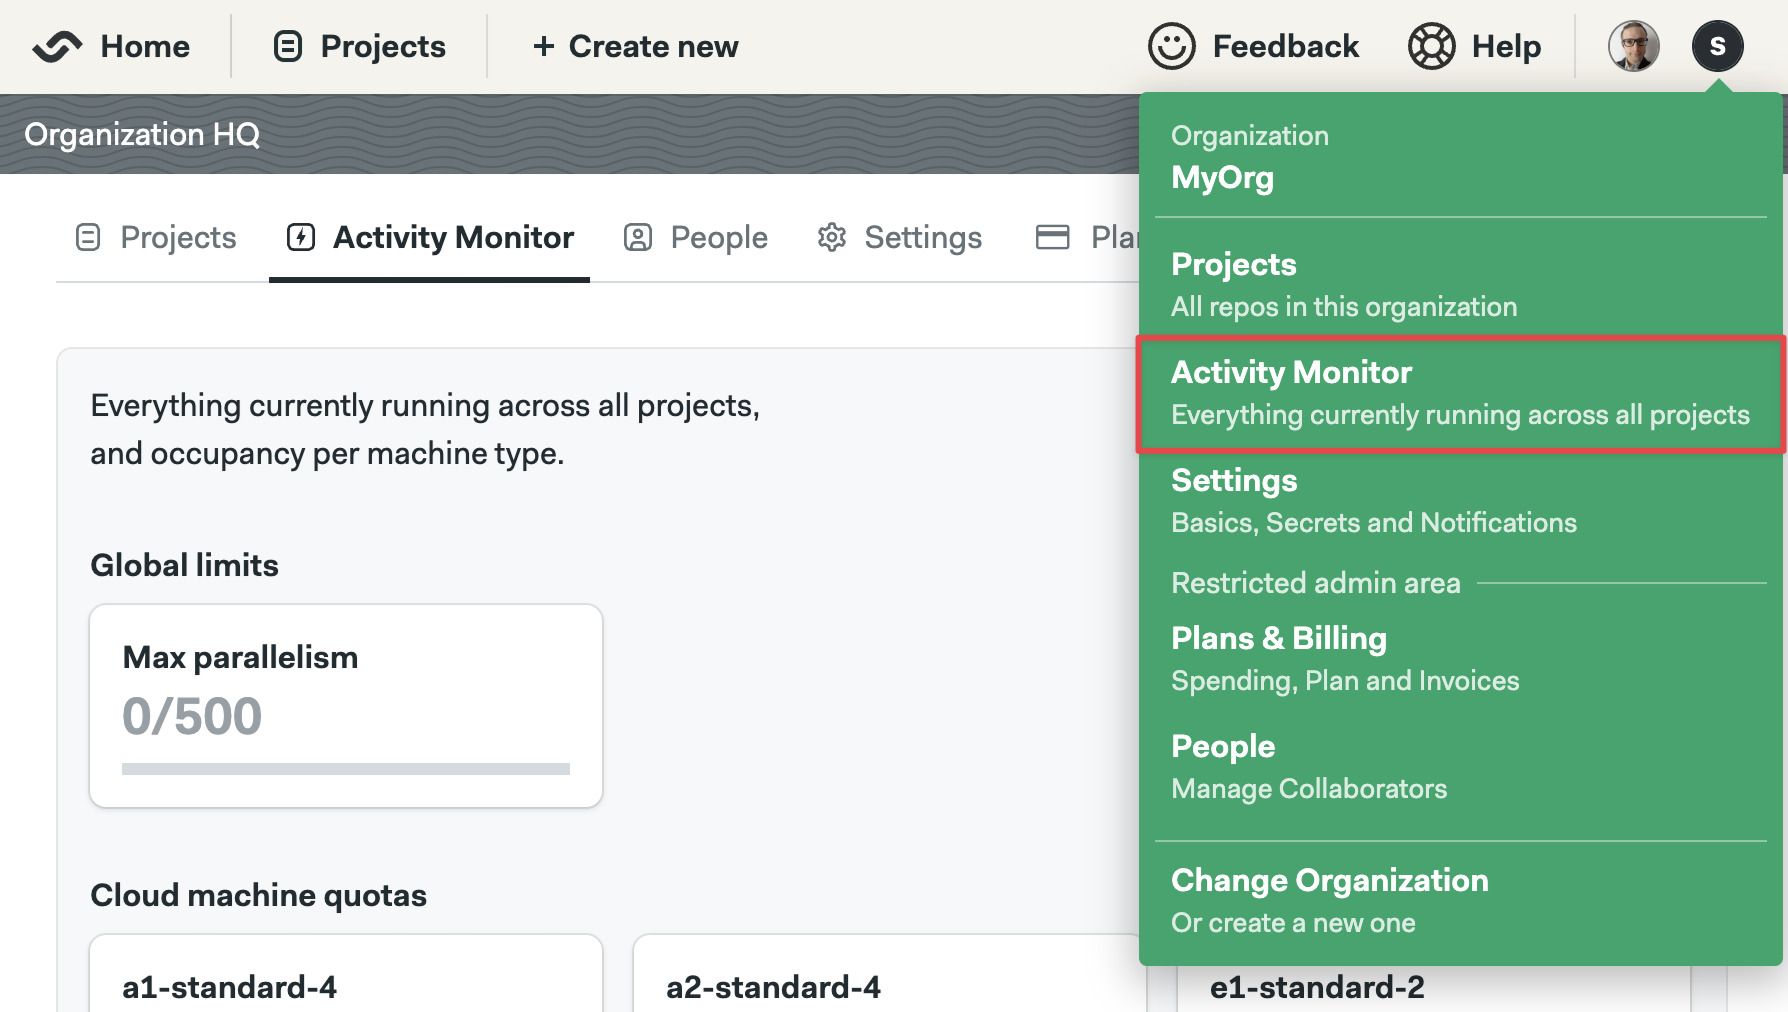 Home
Projects
+ Create new
Feedback
Help
S
Organization HQ
Projects
Activity Monitor
People
Settings
Everything currently running across all projects,
and occupancy per machine type.
Global limits
Max parallelism
0/500
Cloud machine quotas
a1-standard-4
a2-standard-4
e1-standard-2
Organization
MyOrg
Projects
All repos in this organization
Activity Monitor
Everything currently running across all projects
Settings
Basics, Secrets and Notifications
Restricted admin area
Plans & Billing
Spending, Plan and Invoices
People
Manage Collaborators
Change Organization
Or create a new one